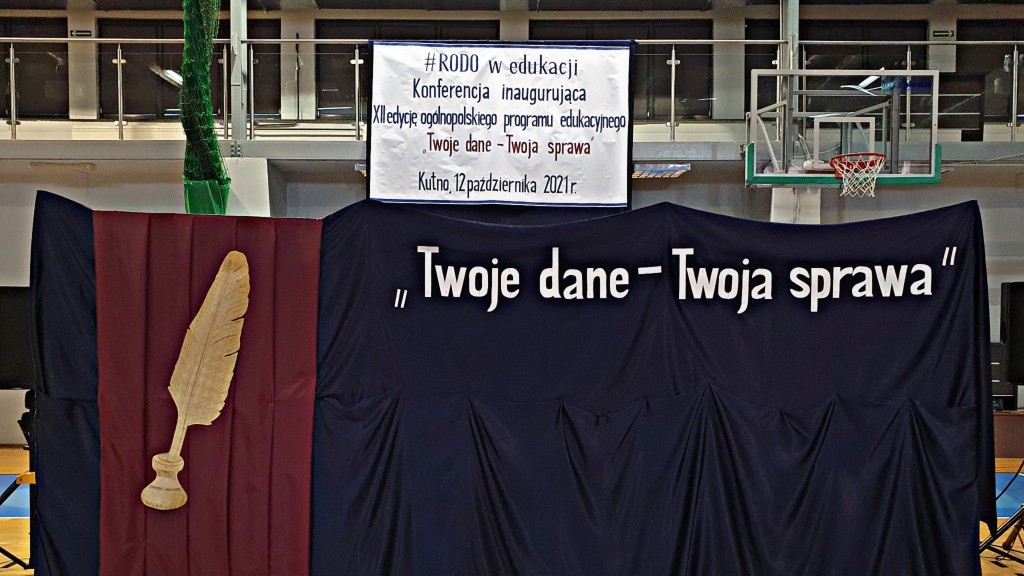 #RODO w edukacji
Konferencja inaugurująca
XII edycję ogólnopolskiego programu edukacyjnego
„Twoje dane - Twoja sprawa"
Kutno, 12 października 2021 r.
„Twoje dane - Twoja sprawa"